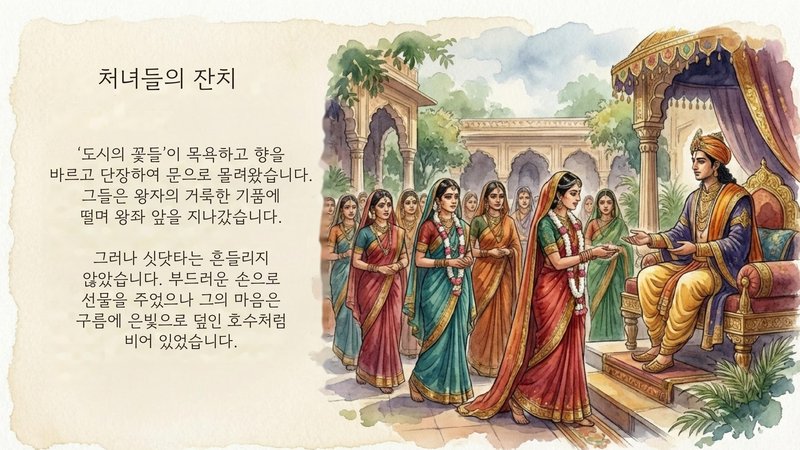 처녀들의 잔치
‘도시의 꽃들’이 목욕하고 향을
바르고 단장하여 문으로 몰려왔습니다.
그들은 왕자의 거룩한 기품에
떨며 왕좌 앞을 지나갔습니다.
그러나 싯닷타는 흔들리지
않았습니다. 부드러운 손으로
선물을 주었으나 그의 마음은
구름에 은빛으로 덮인 호수처럼
비어 있었습니다.